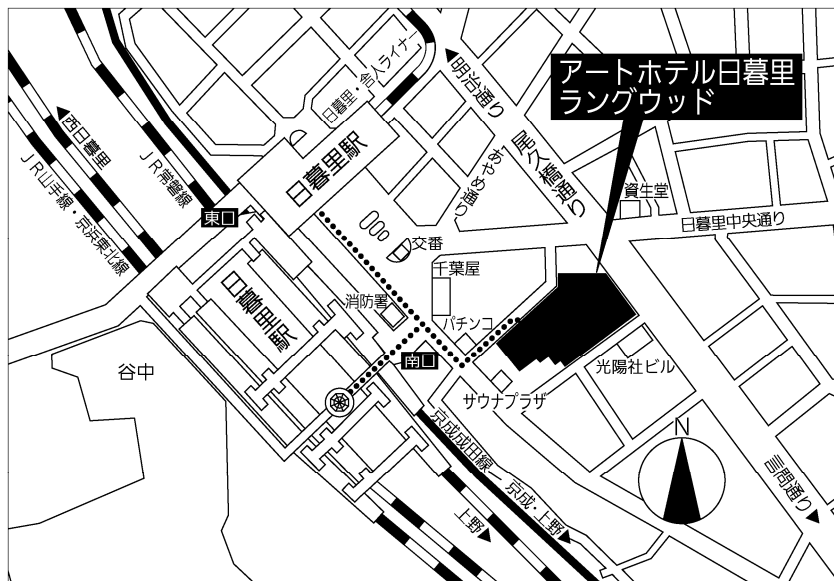 アートホテル日暮里
ラングウッド
日暮里・舎人ライナー
明治通り
尾久橋通り
西日暮里
JR山手線・京浜東北線
JR常磐線
日暮里駅
あやめ通り
資生堂
日暮里中央通り
東口
交番
千葉屋
日暮里駅
消防署
パチンコ
南口
光陽社ビル
谷中
サウナプラザ
京成成田線
京成・上野
上野
言問通り
N